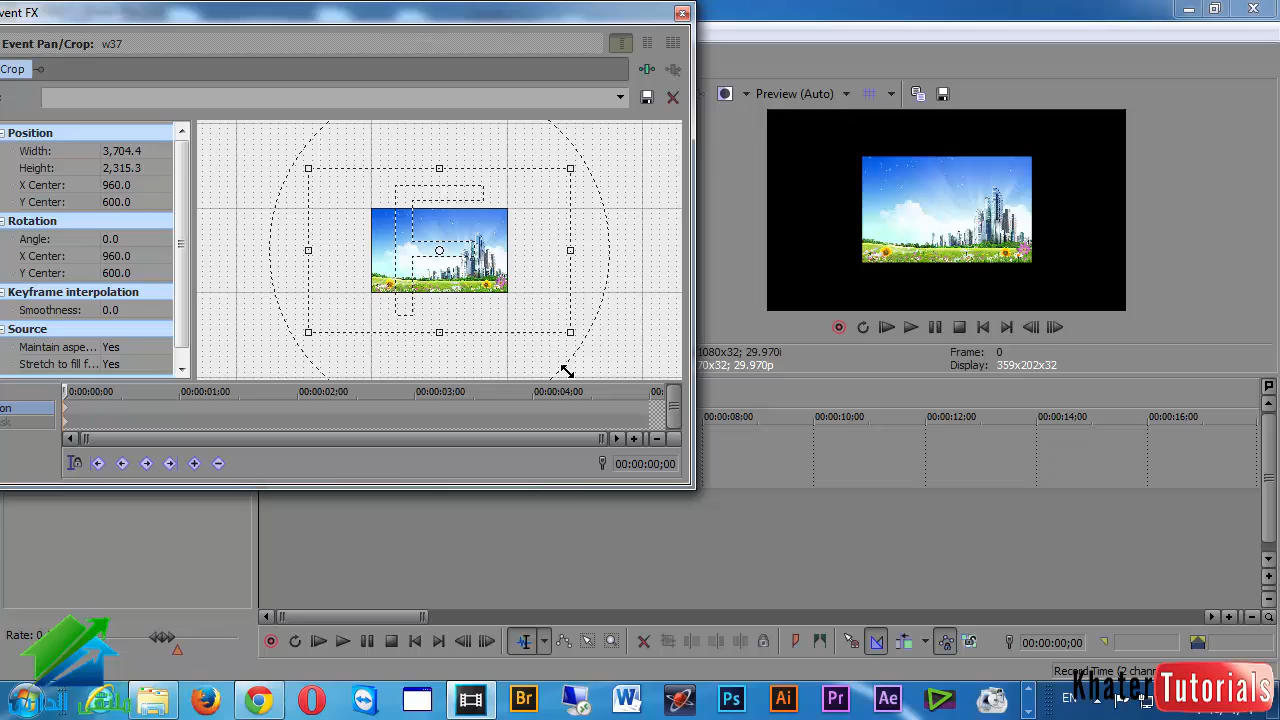 vent FX
Event Pan/Crop: w37
Crop
Preview (Auto)
Position
Width: 3,704.4
Height: 2,315.3
X Center: 960.0
Y Center: 600.0
Rotation
Angle: 0.0
X Center: 960.0
Y Center: 600.0
Keyframe interpolation
Smoothness: 0.0
Source
Maintain aspe... Yes
Stretch to fill f... Yes
1080x32; 29.970i
70x32; 29.970p
Frame: 0
Display: 359x202x32
0:00:00:00
00:00:01:00
00:00:02:00
00:00:03:00
00:00:04:00
00:
on
sk
00:00:08;00
00:00:10;00
00:00:12;00
00:00:14;00
00:00:16;00
00:00:00;00
Rate: 0
00:00:00;00
Record Time (2 chann
Khater Tutorials
Br
W
Ps
Ai
Pr
Ae
EN